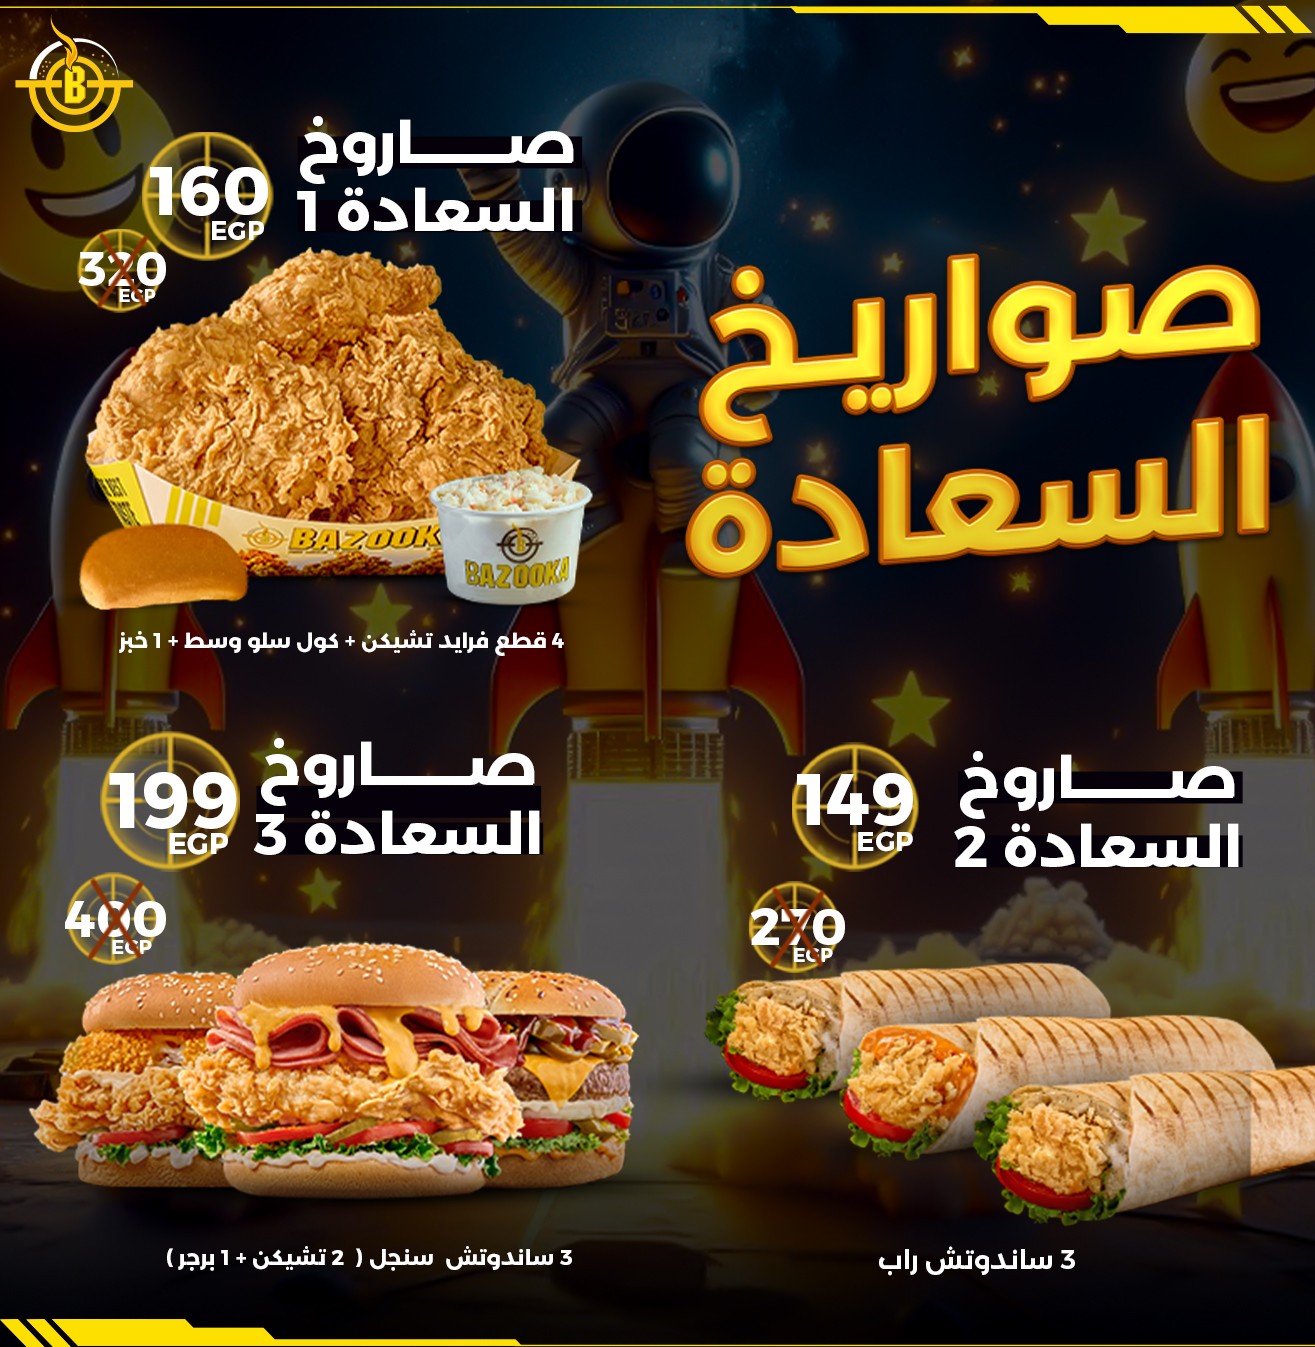 B
صواريخ
السعادة
صاروخ
السعادة 1
160
EGP
320
EGP
BAZOOK
BAZOOKA
4 قطع فرايد تشيكن + كول سلو وسط + 1 خبز
صاروخ
السعادة 2
149
EGP
270
EGP
3 ساندوتش راب
صاروخ
السعادة 3
199
EGP
400
EGP
3 ساندوتش سنجل ( 2 تشيكن + 1 برجر )